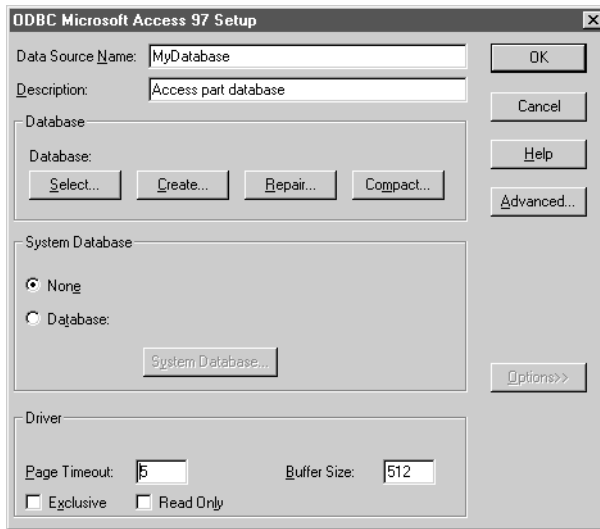 ODBC Microsoft Access 97 Setup
Data Source Name: MyDatabase
OK
Description: Access part database
Cancel
Database
Database:
Help
Select... Create... Repair... Compact...
Advanced...
System Database
None
Database:
System Database...
Options>>
Driver
Page Timeout: 5 Buffer Size: 512
Exclusive Read Only